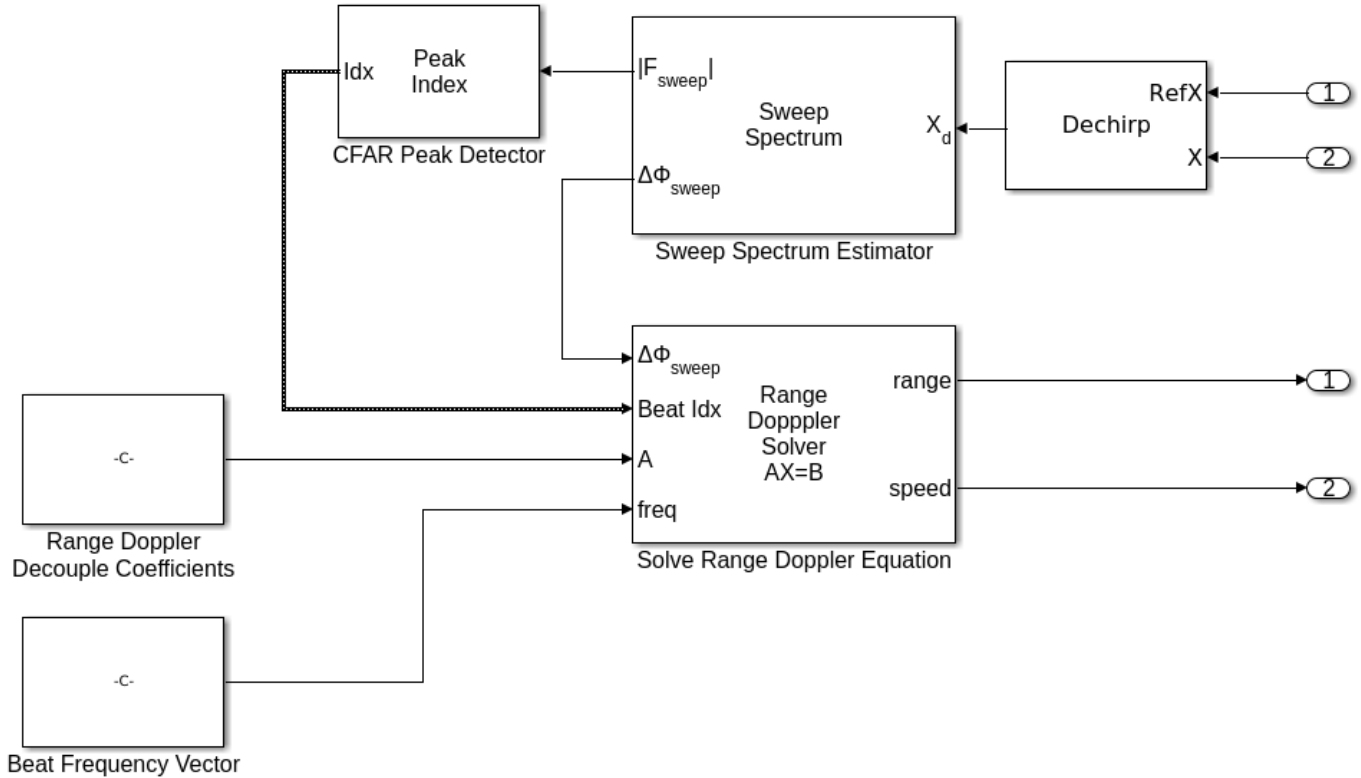 Idx
Peak
Index
CFAR Peak Detector
|F_sweep|
ΔΦ_sweep
Sweep
Spectrum
X_d
Sweep Spectrum Estimator
RefX
X
Dechirp
1
2
ΔΦ_sweep
Beat Idx
A
freq
Range
Dopppler
Solver
AX=B
range
speed
Solve Range Doppler Equation
1
2
-C-
Range Doppler
Decouple Coefficients
-C-
Beat Frequency Vector